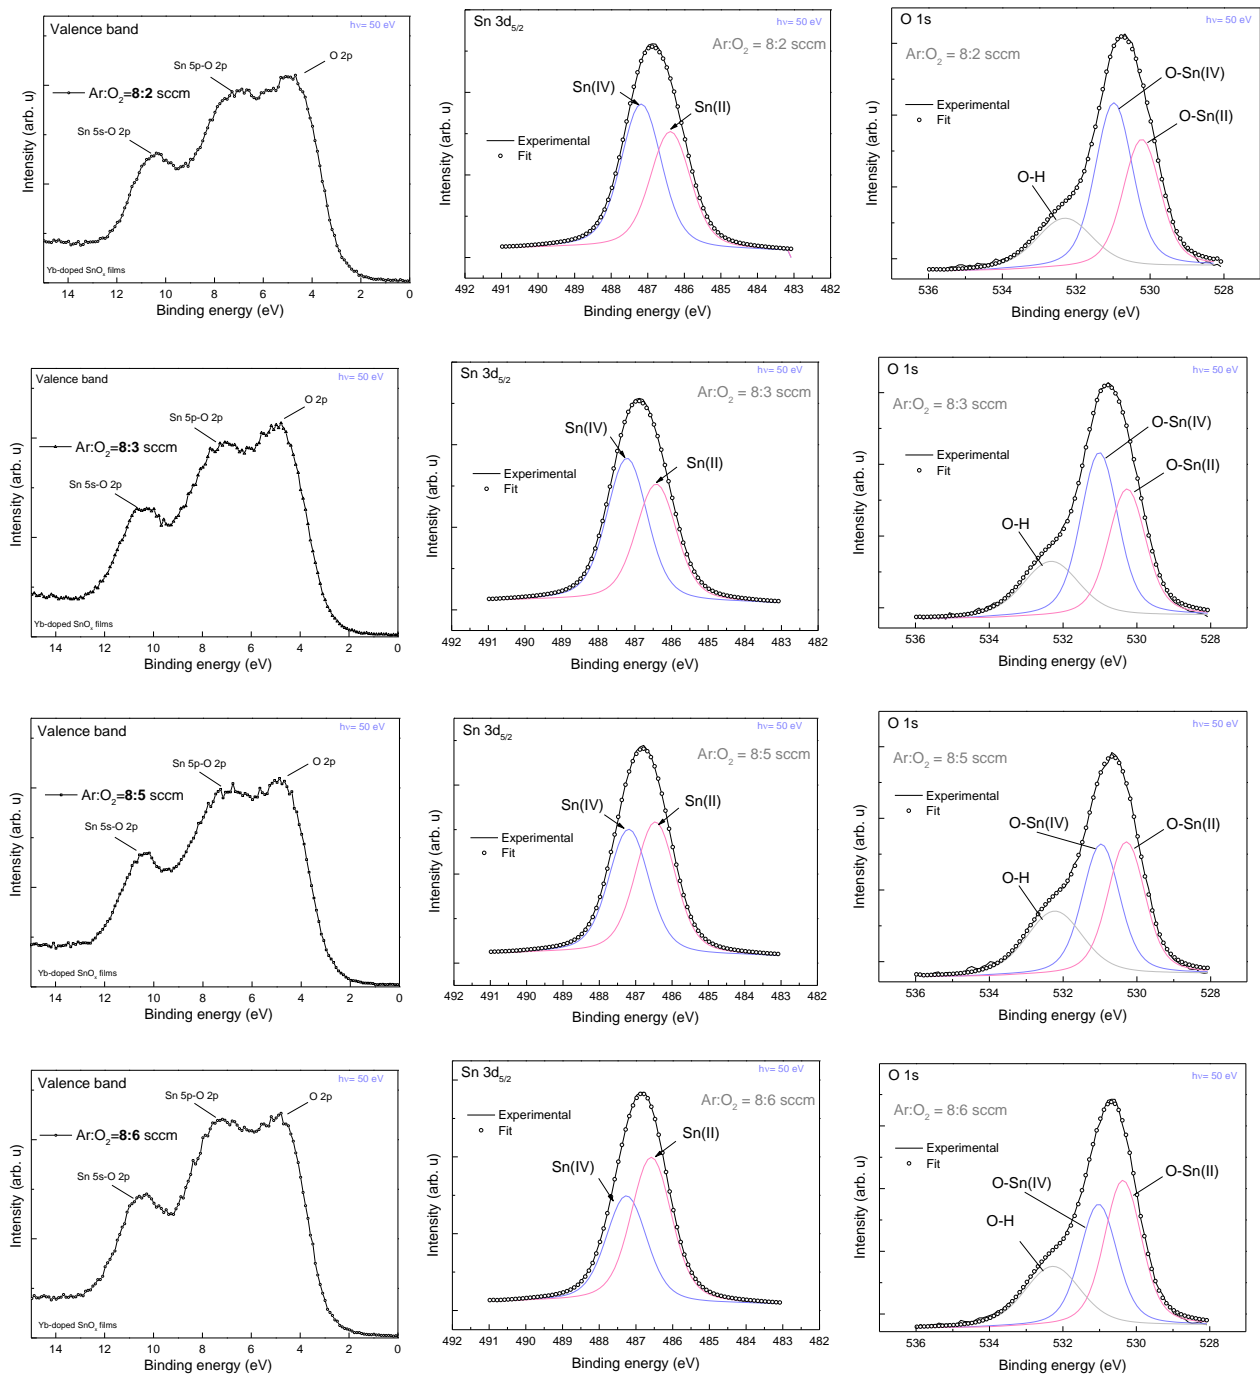 Valence band
hν= 50 eV
O 2p
Sn 5p-O 2p
Ar:O₂=8:2 sccm
Sn 5s-O 2p
Yb-doped SnOₓ films
Intensity (arb. u)
14 12 10 8 6 4 2 0
Binding energy (eV)
Sn 3d₅/₂
hν= 50 eV
Ar:O₂ = 8:2 sccm
Sn(IV)
Sn(II)
Experimental
Fit
Intensity (arb. u)
492 491 490 489 488 487 486 485 484 483 482
Binding energy (eV)
O 1s
hν= 50 eV
Ar:O₂ = 8:2 sccm
O-Sn(IV)
Experimental
Fit
O-Sn(II)
O-H
Intensity (arb. u)
536 534 532 530 528
Binding energy (eV)
Valence band
hν= 50 eV
O 2p
Sn 5p-O 2p
Ar:O₂=8:3 sccm
Sn 5s-O 2p
Yb-doped SnOₓ films
Intensity (arb. u)
14 12 10 8 6 4 2 0
Binding energy (eV)
Sn 3d₅/₂
hν= 50 eV
Ar:O₂ = 8:3 sccm
Sn(IV)
Sn(II)
Experimental
Fit
Intensity (arb. u)
492 491 490 489 488 487 486 485 484 483 482
Binding energy (eV)
O 1s
hν= 50 eV
Ar:O₂ = 8:3 sccm
O-Sn(IV)
Experimental
Fit
O-Sn(II)
O-H
Intensity (arb. u)
536 534 532 530 528
Binding energy (eV)
Valence band
hν= 50 eV
Sn 5p-O 2p
O 2p
Ar:O₂=8:5 sccm
Sn 5s-O 2p
Yb-doped SnOₓ films
Intensity (arb. u)
14 12 10 8 6 4 2 0
Binding energy (eV)
Sn 3d₅/₂
hν= 50 eV
Ar:O₂ = 8:5 sccm
Sn(IV)
Sn(II)
Experimental
Fit
Intensity (arb. u)
492 491 490 489 488 487 486 485 484 483 482
Binding energy (eV)
O 1s
hν= 50 eV
Ar:O₂ = 8:5 sccm
Experimental
Fit
O-Sn(IV)
O-Sn(II)
O-H
Intensity (arb. u)
536 534 532 530 528
Binding energy (eV)
Valence band
hν= 50 eV
Sn 5p-O 2p
O 2p
Ar:O₂=8:6 sccm
Sn 5s-O 2p
Yb-doped SnOₓ films
Intensity (arb. u)
14 12 10 8 6 4 2 0
Binding energy (eV)
Sn 3d₅/₂
hν= 50 eV
Ar:O₂ = 8:6 sccm
Experimental
Fit
Sn(II)
Sn(IV)
Intensity (arb. u)
492 491 490 489 488 487 486 485 484 483 482
Binding energy (eV)
O 1s
hν= 50 eV
Ar:O₂ = 8:6 sccm
Experimental
Fit
O-Sn(IV)
O-Sn(II)
O-H
Intensity (arb. u)
536 534 532 530 528
Binding energy (eV)